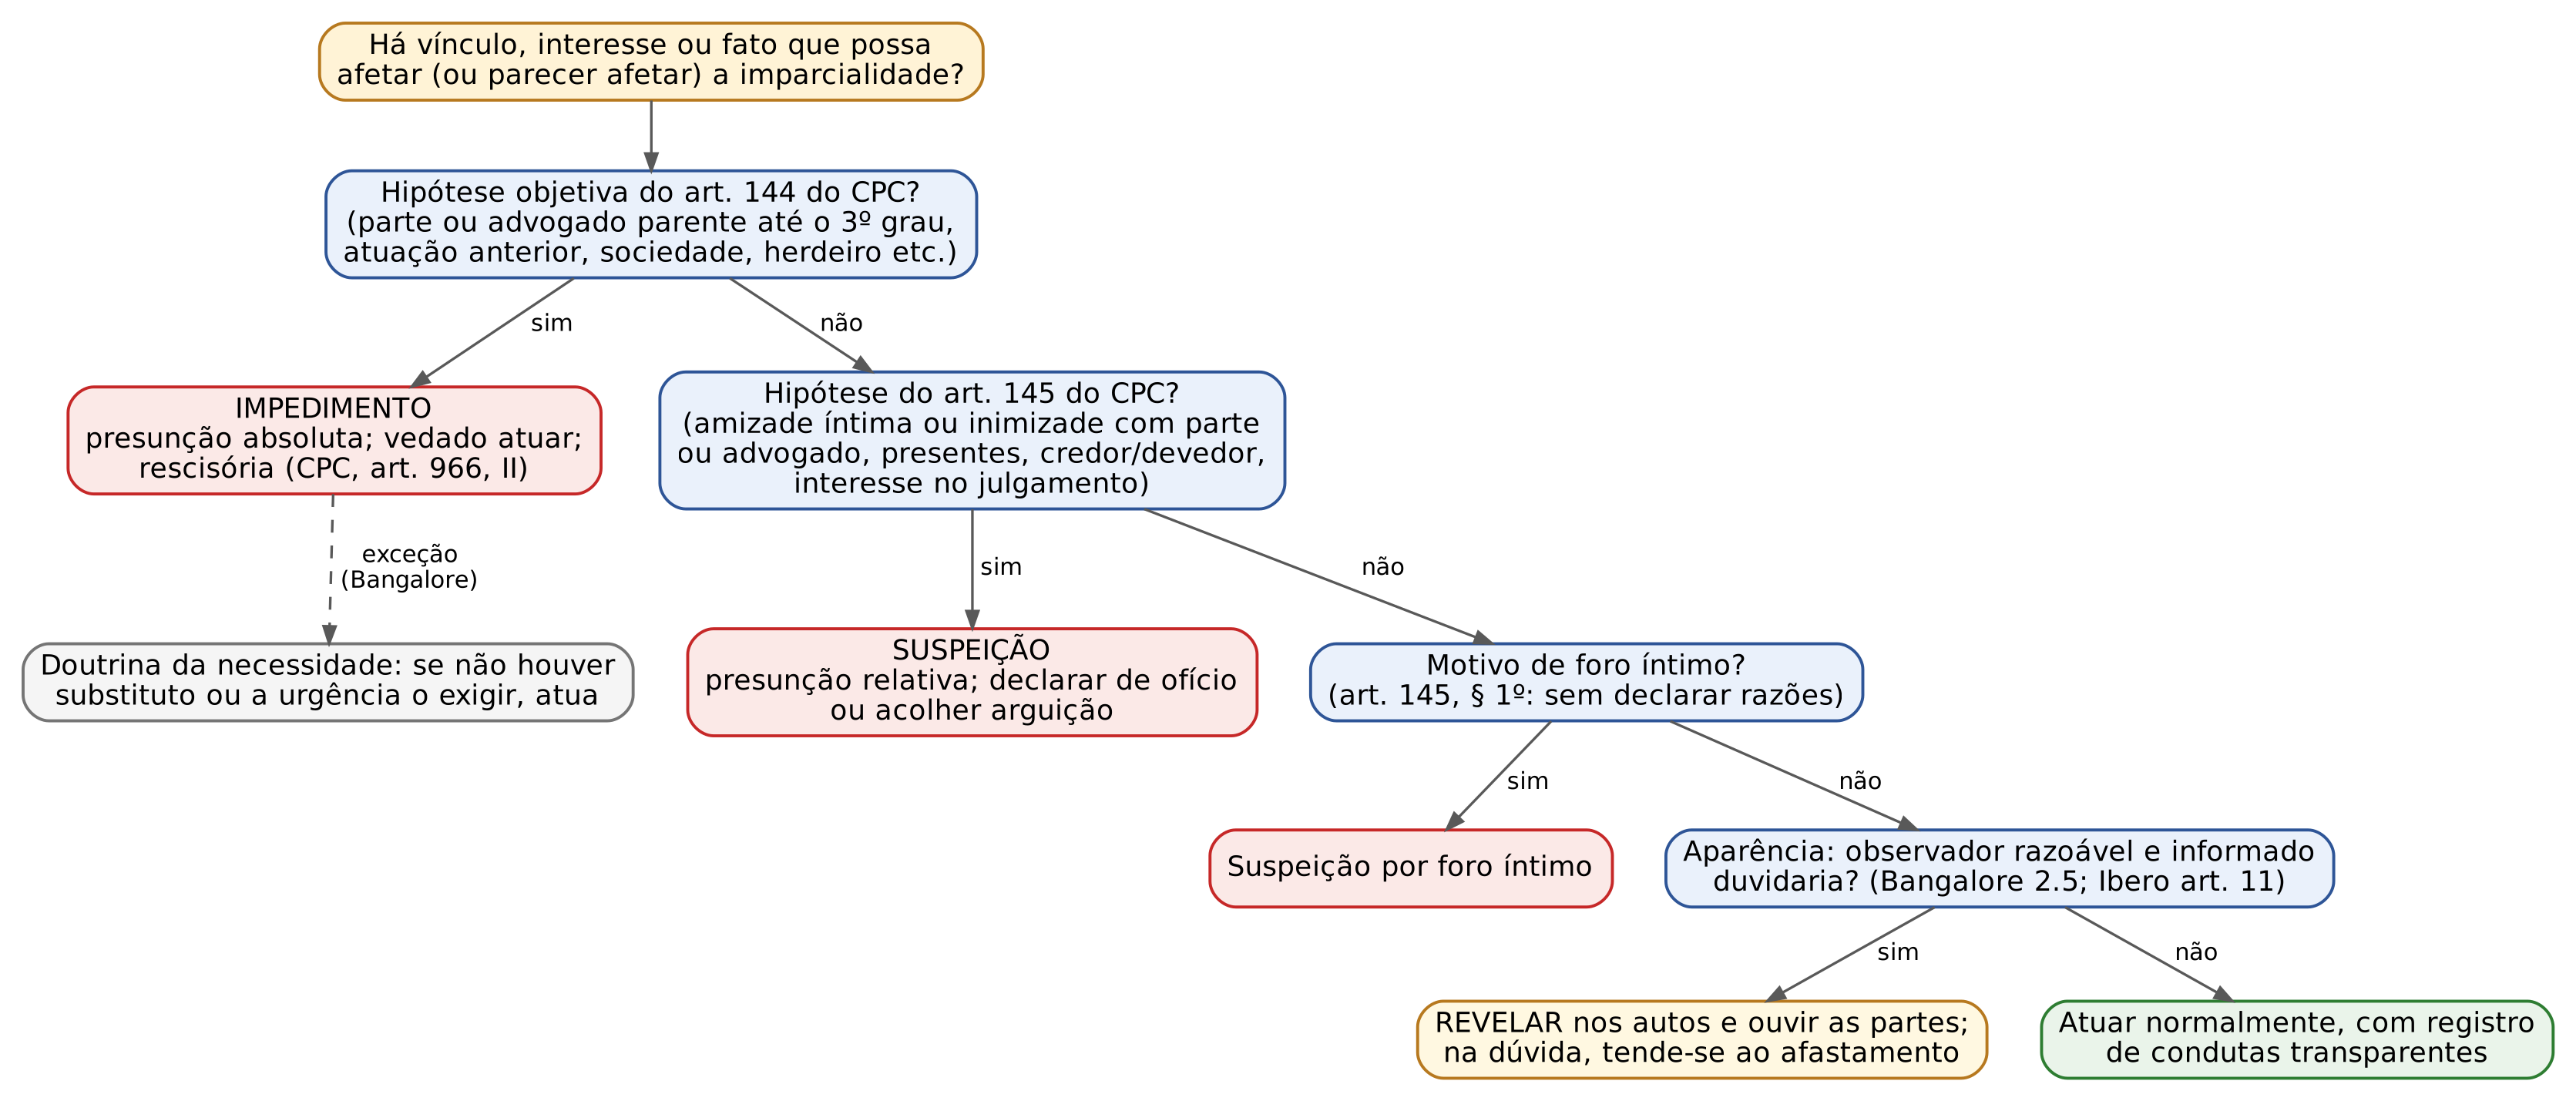 Há vínculo, interesse ou fato que possa
afetar (ou parecer afetar) a imparcialidade?
Hipótese objetiva do art. 144 do CPC?
(parte ou advogado parente até o 3º grau,
atuação anterior, sociedade, herdeiro etc.)
sim
não
IMPEDIMENTO
presunção absoluta; vedado atuar;
rescisória (CPC, art. 966, II)
Hipótese do art. 145 do CPC?
(amizade íntima ou inimizade com parte
ou advogado, presentes, credor/devedor,
interesse no julgamento)
exceção
(Bangalore)
sim
não
Doutrina da necessidade: se não houver
substituto ou a urgência o exigir, atua
SUSPEIÇÃO
presunção relativa; declarar de ofício
ou acolher arguição
Motivo de foro íntimo?
(art. 145, § 1º: sem declarar razões)
sim
não
Suspeição por foro íntimo
Aparência: observador razoável e informado
duvidaria? (Bangalore 2.5; Ibero art. 11)
sim
não
REVELAR nos autos e ouvir as partes;
na dúvida, tende-se ao afastamento
Atuar normalmente, com registro
de condutas transparentes